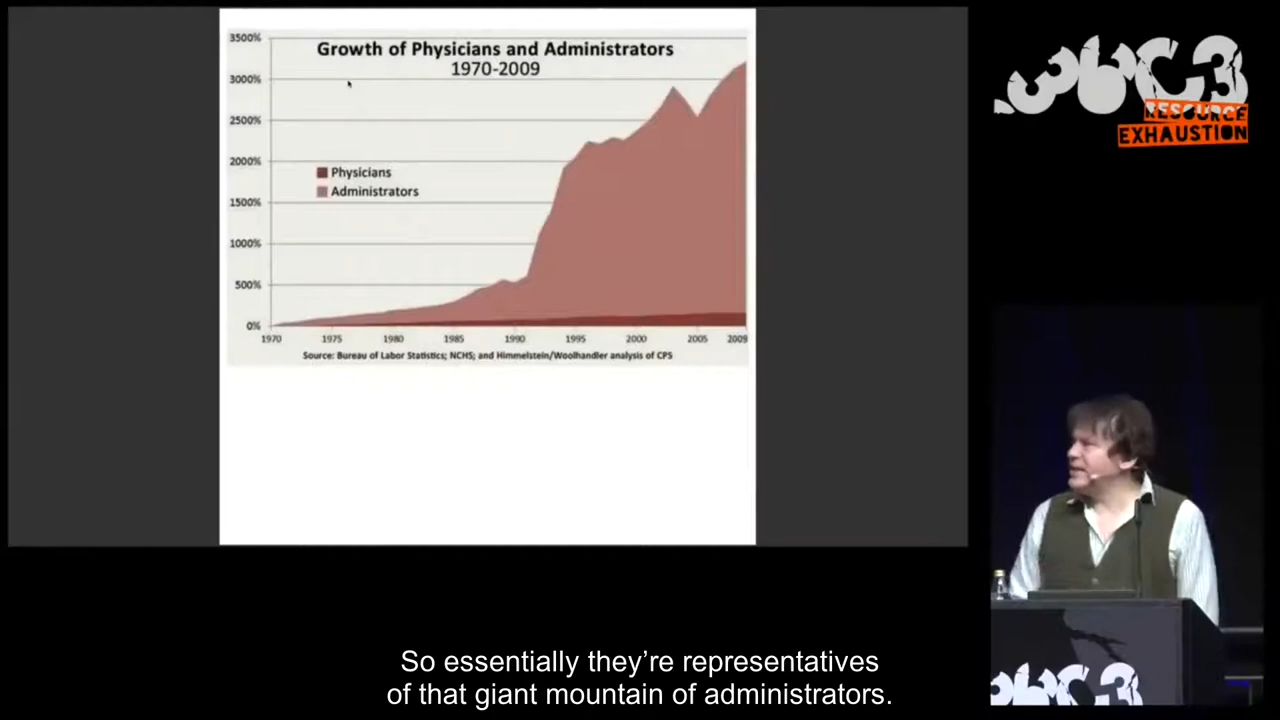 Growth of Physicians and Administrators
1970-2009
3500%
3000%
2500%
2000%
1500%
1000%
500%
0%
Physicians
Administrators
1970 1975 1980 1985 1990 1995 2000 2005 2009
Source: Bureau of Labor Statistics; NCHS; and Himmelstein/Woolhandler analysis of CPS
36C3
RESOURCE
EXHAUSTION
36C3
So essentially they’re representatives
of that giant mountain of administrators.